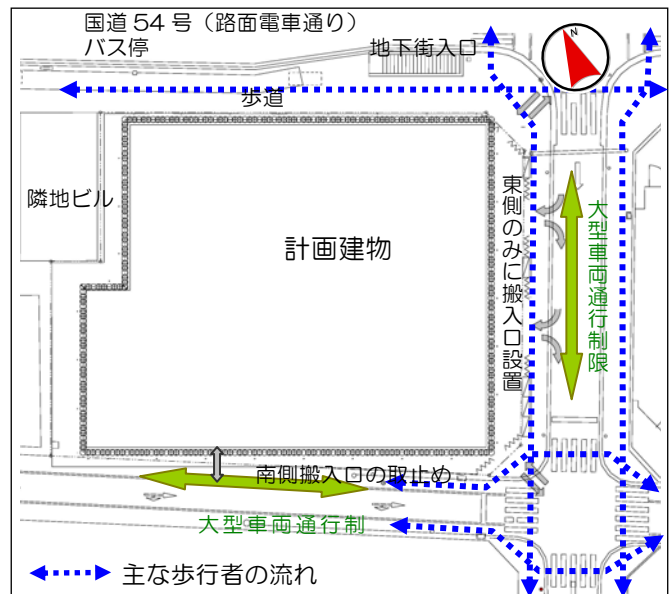 国道 54 号（路面電車通り）
バス停
地下街入口
N
歩道
隣地ビル
計画建物
東側のみに搬入口設置
大型車両通行制限
南側搬入口の取止め
大型車両通行制
主な歩行者の流れ